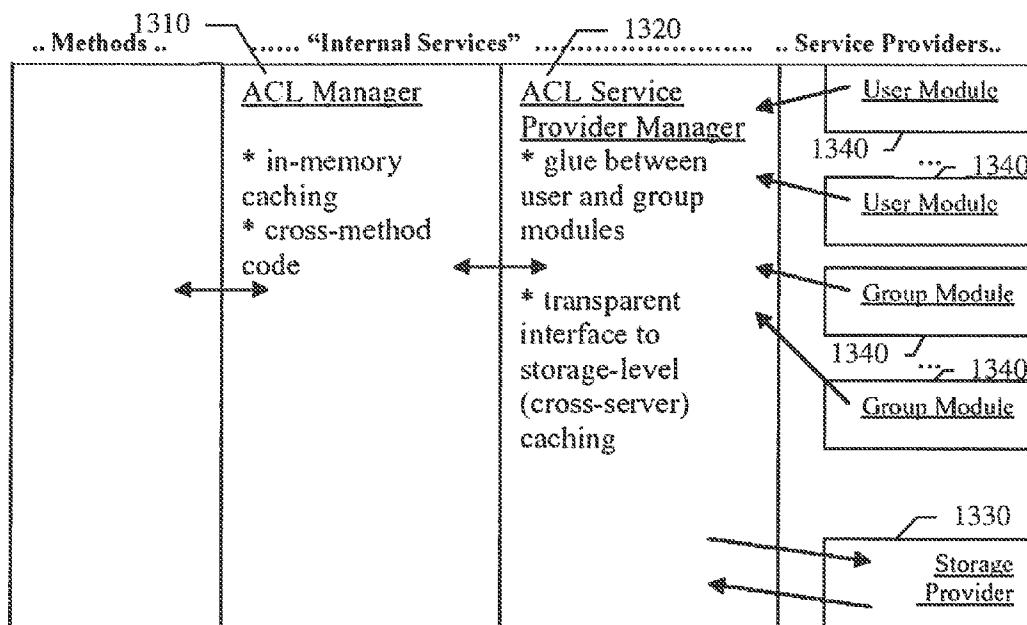 1310
1320
.. Methods .. ...... “Internal Services” ........................ .. Service Providers..
ACL Manager
* in-memory
caching
* cross-method
code
ACL Service
Provider Manager
* glue between
user and group
modules
* transparent
interface to
storage-level
(cross-server)
caching
User Module
1340
... 1340
User Module
Group Module
1340
... 1340
Group Module
1330
Storage
Provider